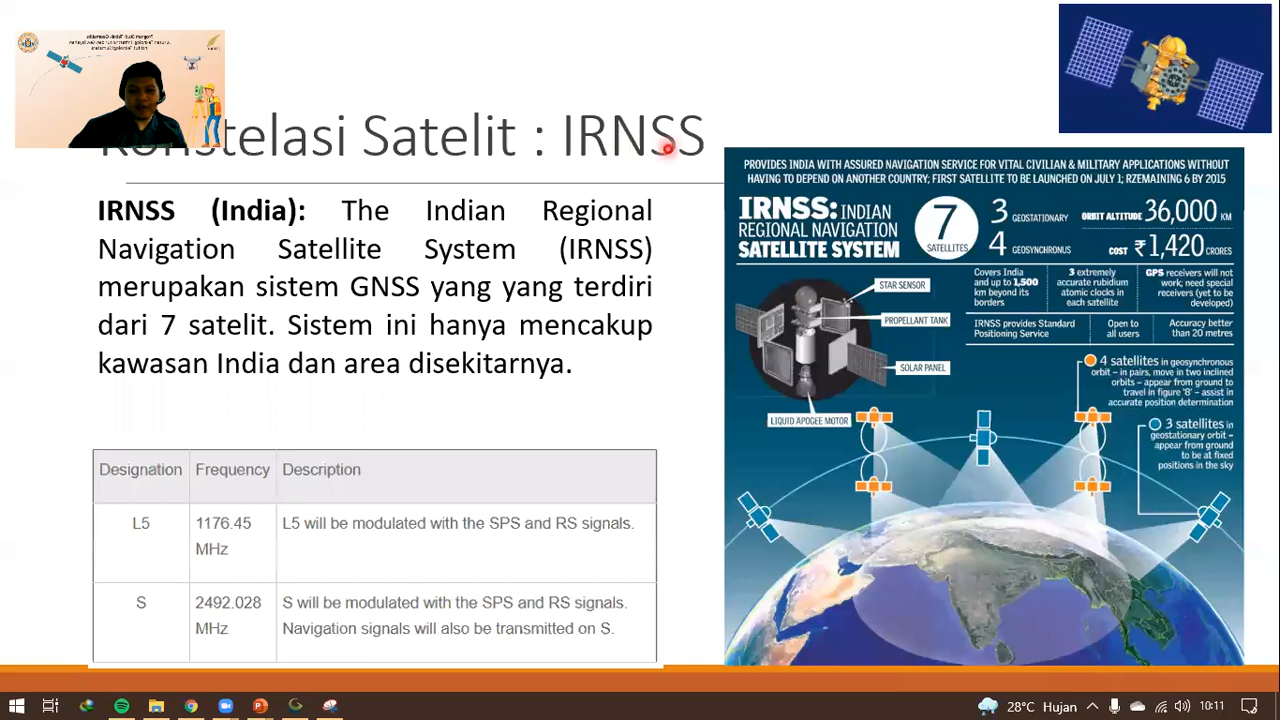 Konstelasi Satelit : IRNSS
IRNSS (India): The Indian Regional
Navigation Satellite System (IRNSS)
merupakan sistem GNSS yang yang terdiri
dari 7 satelit. Sistem ini hanya mencakup
kawasan India dan area disekitarnya.
Designation Frequency Description
L5 1176.45 MHz L5 will be modulated with the SPS and RS signals.
S 2492.028 MHz S will be modulated with the SPS and RS signals.
Navigation signals will also be transmitted on S.
PROVIDES INDIA WITH ASSURED NAVIGATION SERVICE FOR VITAL CIVILIAN & MILITARY APPLICATIONS WITHOUT
HAVING TO DEPEND ON ANOTHER COUNTRY; FIRST SATELLITE TO BE LAUNCHED ON JULY 1; RZEMAINING 6 BY 2015
IRNSS: INDIAN
REGIONAL NAVIGATION
SATELLITE SYSTEM
7
SATELLITES
3 GEOSTATIONARY
4 GEOSYNCHRONUS
ORBIT ALTITUDE 36,000 KM
COST ₹1,420 CRORES
Covers India
and up to 1,500
km beyond its
borders
3 extremely
accurate rubidium
atomic clocks in
each satellite
GPS receivers will not
work, need special
receivers (yet to be
developed)
IRNSS provides Standard
Positioning Service
Open to
all users
Accuracy better
than 20 metres
STAR SENSOR
PROPELLANT TANK
SOLAR PANEL
LIQUID APOGEE MOTOR
4 satellites in geosynchronous
orbit – in pairs, move in two inclined
orbits – appear from ground to
travel in figure '8' – assist in
accurate position determination
3 satellites in
geostationary orbit –
appear from ground
to be at fixed
positions in the sky
28°C Hujan
10:11